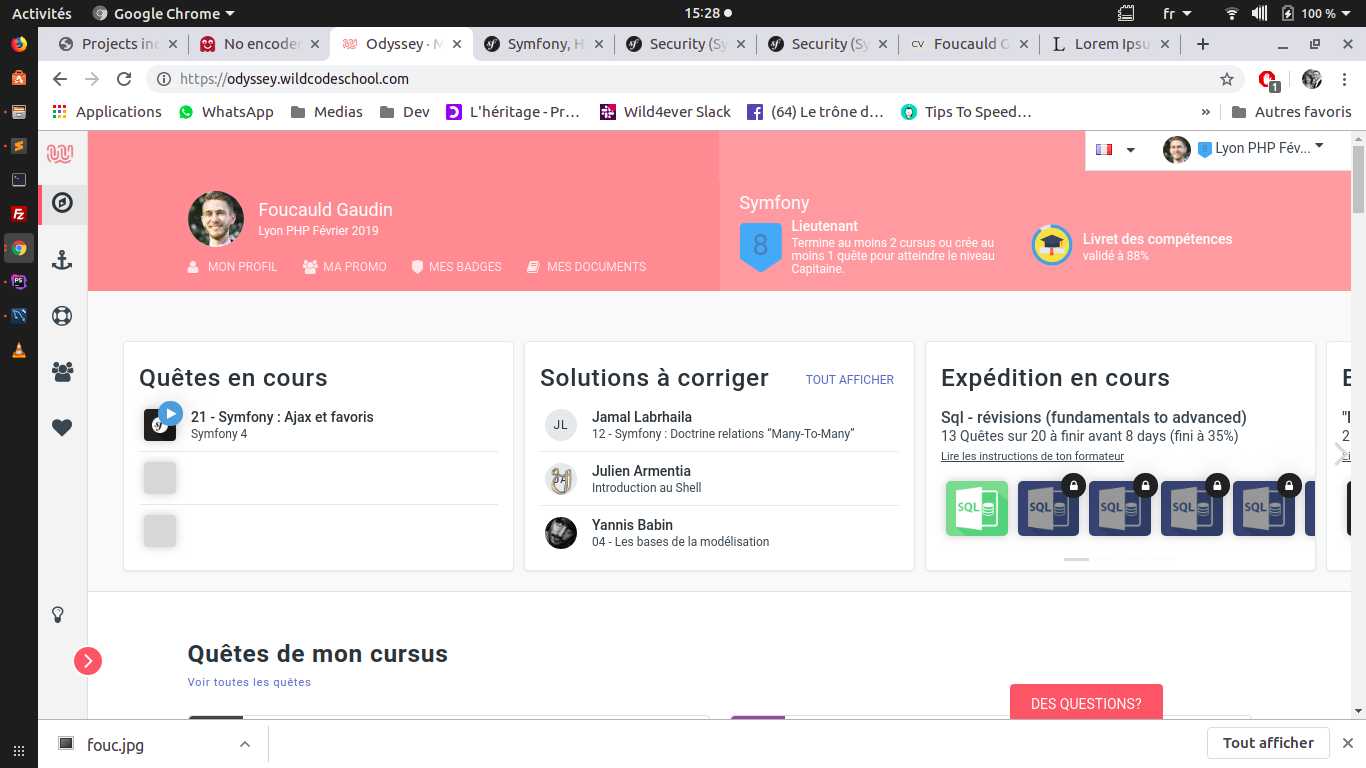 Activités Google Chrome 15:28 fr 100 %
Projects inc No encoder Odyssey · M Symfony, H Security (Sy Security (Sy CV Foucauld G L Lorem Ipsu
https://odyssey.wildcodeschool.com 1
Applications WhatsApp Medias Dev L'héritage - Pr… Wild4ever Slack (64) Le trône d… Tips To Speed… » Autres favoris
8 Lyon PHP Fév...
Foucauld Gaudin
Lyon PHP Février 2019
MON PROFIL MA PROMO MES BADGES MES DOCUMENTS
Symfony
8
Lieutenant
Termine au moins 2 cursus ou crée au
moins 1 quête pour atteindre le niveau
Capitaine.
Livret des compétences
validé à 88%
Quêtes en cours
21 - Symfony : Ajax et favoris
Symfony 4
Solutions à corriger TOUT AFFICHER
JL
Jamal Labrhaila
12 - Symfony : Doctrine relations “Many-To-Many”
Julien Armentia
Introduction au Shell
Yannis Babin
04 - Les bases de la modélisation
Expédition en cours
Sql - révisions (fundamentals to advanced)
13 Quêtes sur 20 à finir avant 8 days (fini à 35%)
Lire les instructions de ton formateur
SQL SQL SQL SQL SQL
Quêtes de mon cursus
Voir toutes les quêtes
DES QUESTIONS?
fouc.jpg Tout afficher